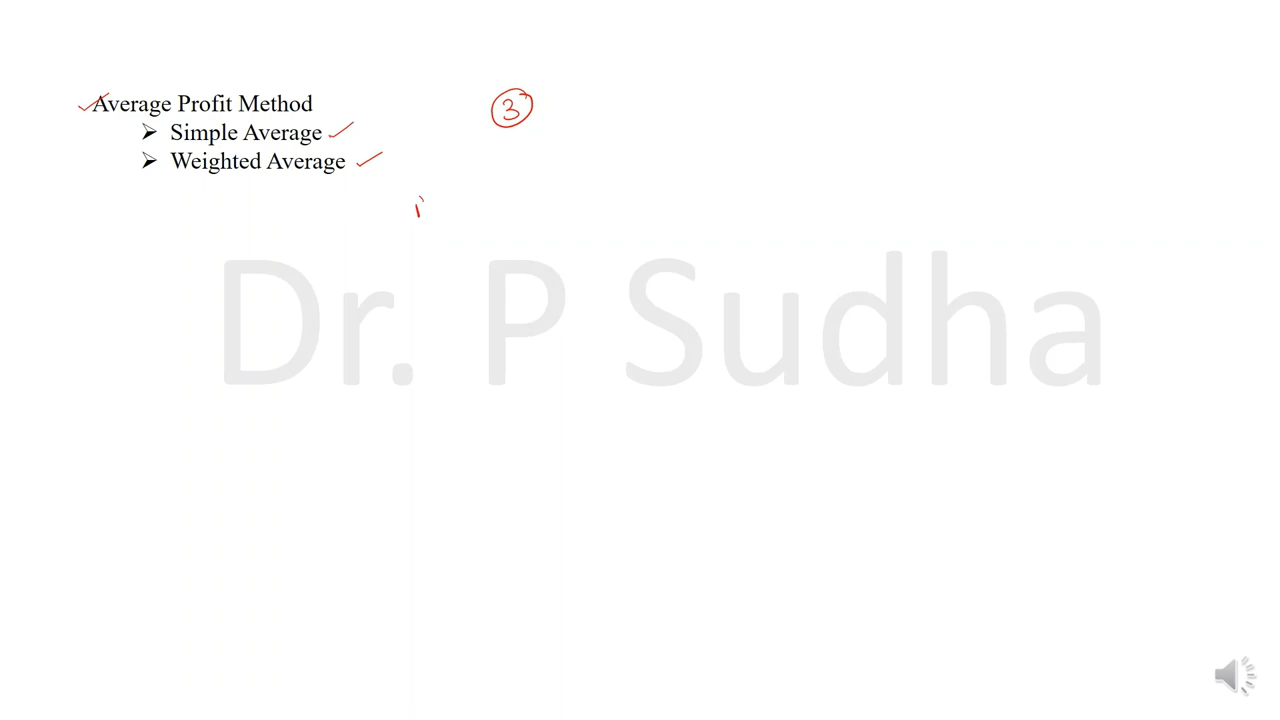 Average Profit Method
3
➢ Simple Average
➢ Weighted Average
Dr. P Sudha